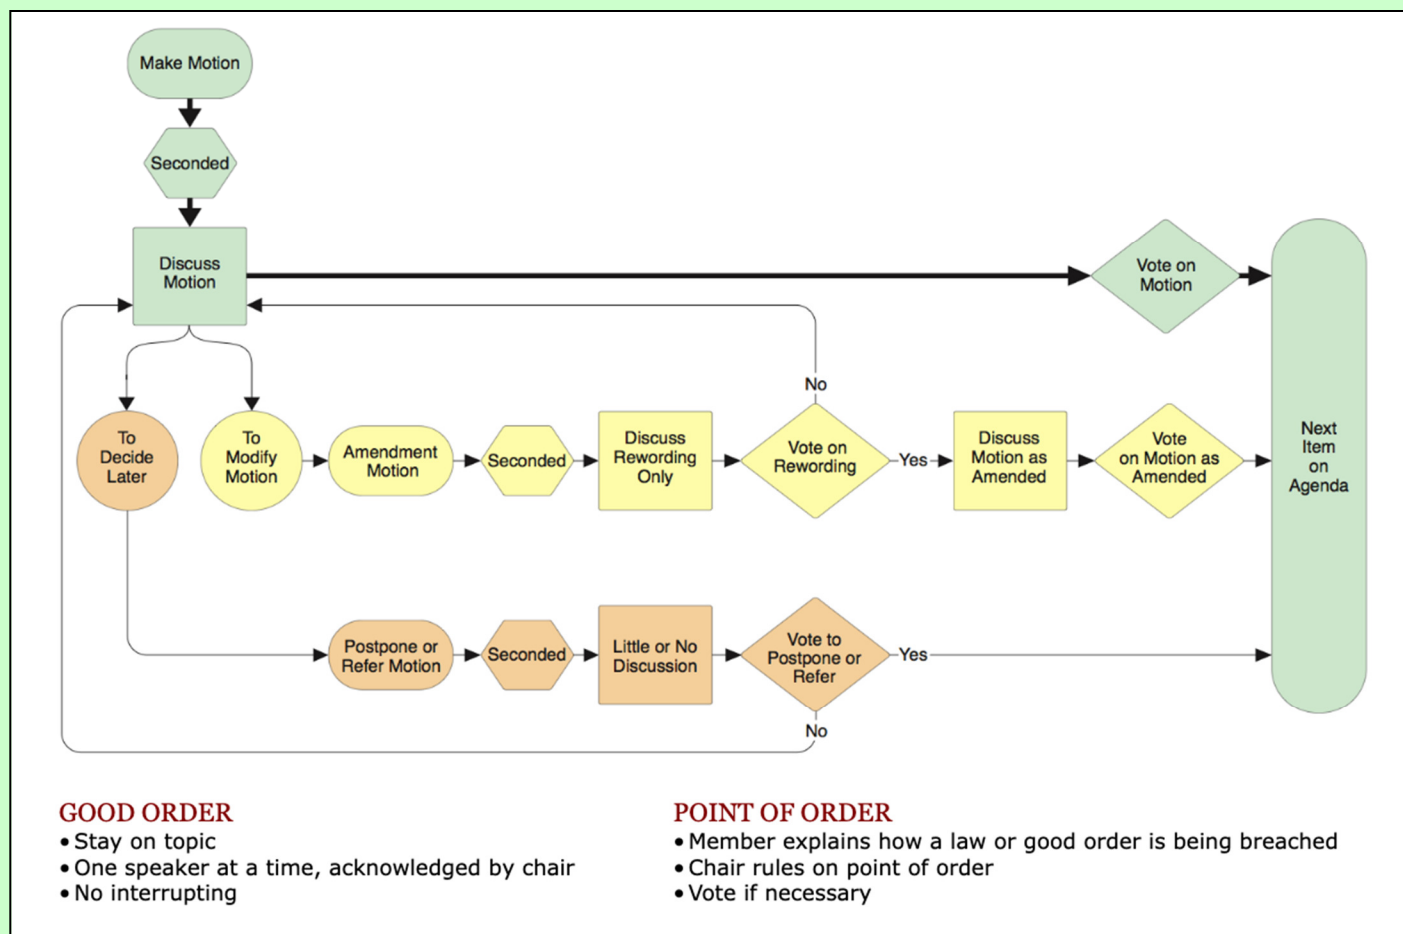 Make Motion
Seconded
Discuss
Motion
Vote on
Motion
No
To
Decide
Later
To
Modify
Motion
Amendment
Motion
Seconded
Discuss
Rewording
Only
Vote on
Rewording
Yes
Discuss
Motion as
Amended
Vote
on Motion as
Amended
Next
Item
on
Agenda
Postpone or
Refer Motion
Seconded
Little or No
Discussion
Vote to
Postpone or
Refer
Yes
No
GOOD ORDER
• Stay on topic
• One speaker at a time, acknowledged by chair
• No interrupting
POINT OF ORDER
• Member explains how a law or good order is being breached
• Chair rules on point of order
• Vote if necessary